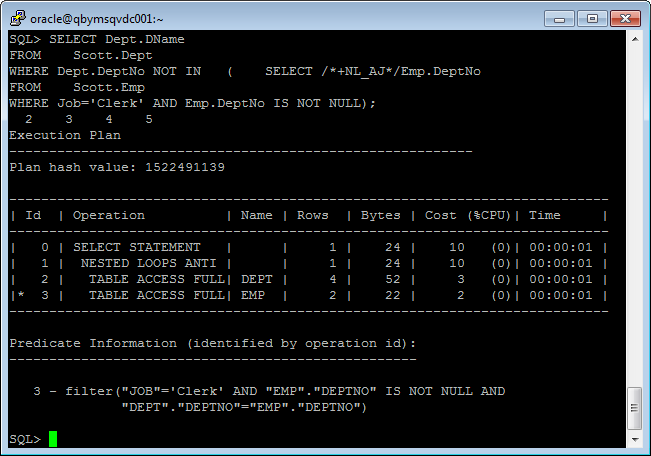 oracle@qbymsqvdc001:~
SQL> SELECT Dept.DName
FROM    Scott.Dept
WHERE Dept.DeptNo NOT IN   (    SELECT /*+NL_AJ*/Emp.DeptNo
FROM    Scott.Emp
WHERE Job='Clerk' AND Emp.DeptNo IS NOT NULL);
  2    3    4    5
Execution Plan
----------------------------------------------------------
Plan hash value: 1522491139
---------------------------------------------------------------------------
| Id  | Operation          | Name | Rows  | Bytes | Cost (%CPU)| Time     |
---------------------------------------------------------------------------
|   0 | SELECT STATEMENT   |      |     1 |    24 |    10   (0)| 00:00:01 |
|   1 |  NESTED LOOPS ANTI |      |     1 |    24 |    10   (0)| 00:00:01 |
|   2 |   TABLE ACCESS FULL| DEPT |     4 |    52 |     3   (0)| 00:00:01 |
|*  3 |   TABLE ACCESS FULL| EMP  |     2 |    22 |     2   (0)| 00:00:01 |
---------------------------------------------------------------------------
Predicate Information (identified by operation id):
---------------------------------------------------
   3 - filter("JOB"='Clerk' AND "EMP"."DEPTNO" IS NOT NULL AND
              "DEPT"."DEPTNO"="EMP"."DEPTNO")
SQL>